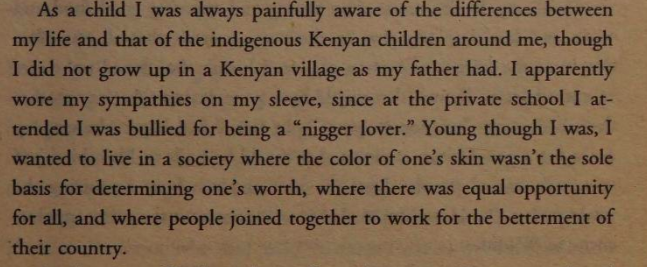 As a child I was always painfully aware of the differences between
my life and that of the indigenous Kenyan children around me, though
I did not grow up in a Kenyan village as my father had. I apparently
wore my sympathies on my sleeve, since at the private school I at-
tended I was bullied for being a “nigger lover.” Young though I was, I
wanted to live in a society where the color of one’s skin wasn’t the sole
basis for determining one’s worth, where there was equal opportunity
for all, and where people joined together to work for the betterment of
their country.